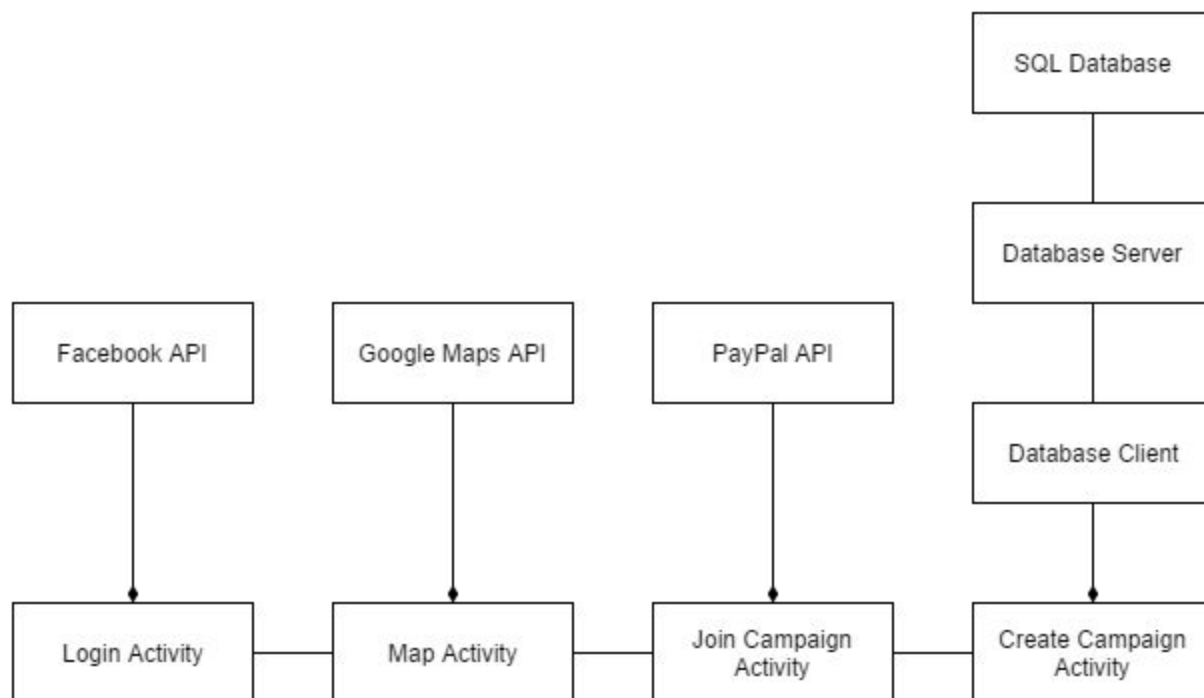 SQL Database
Database Server
Facebook API
Google Maps API
PayPal API
Database Client
Login Activity
Map Activity
Join Campaign
Activity
Create Campaign
Activity